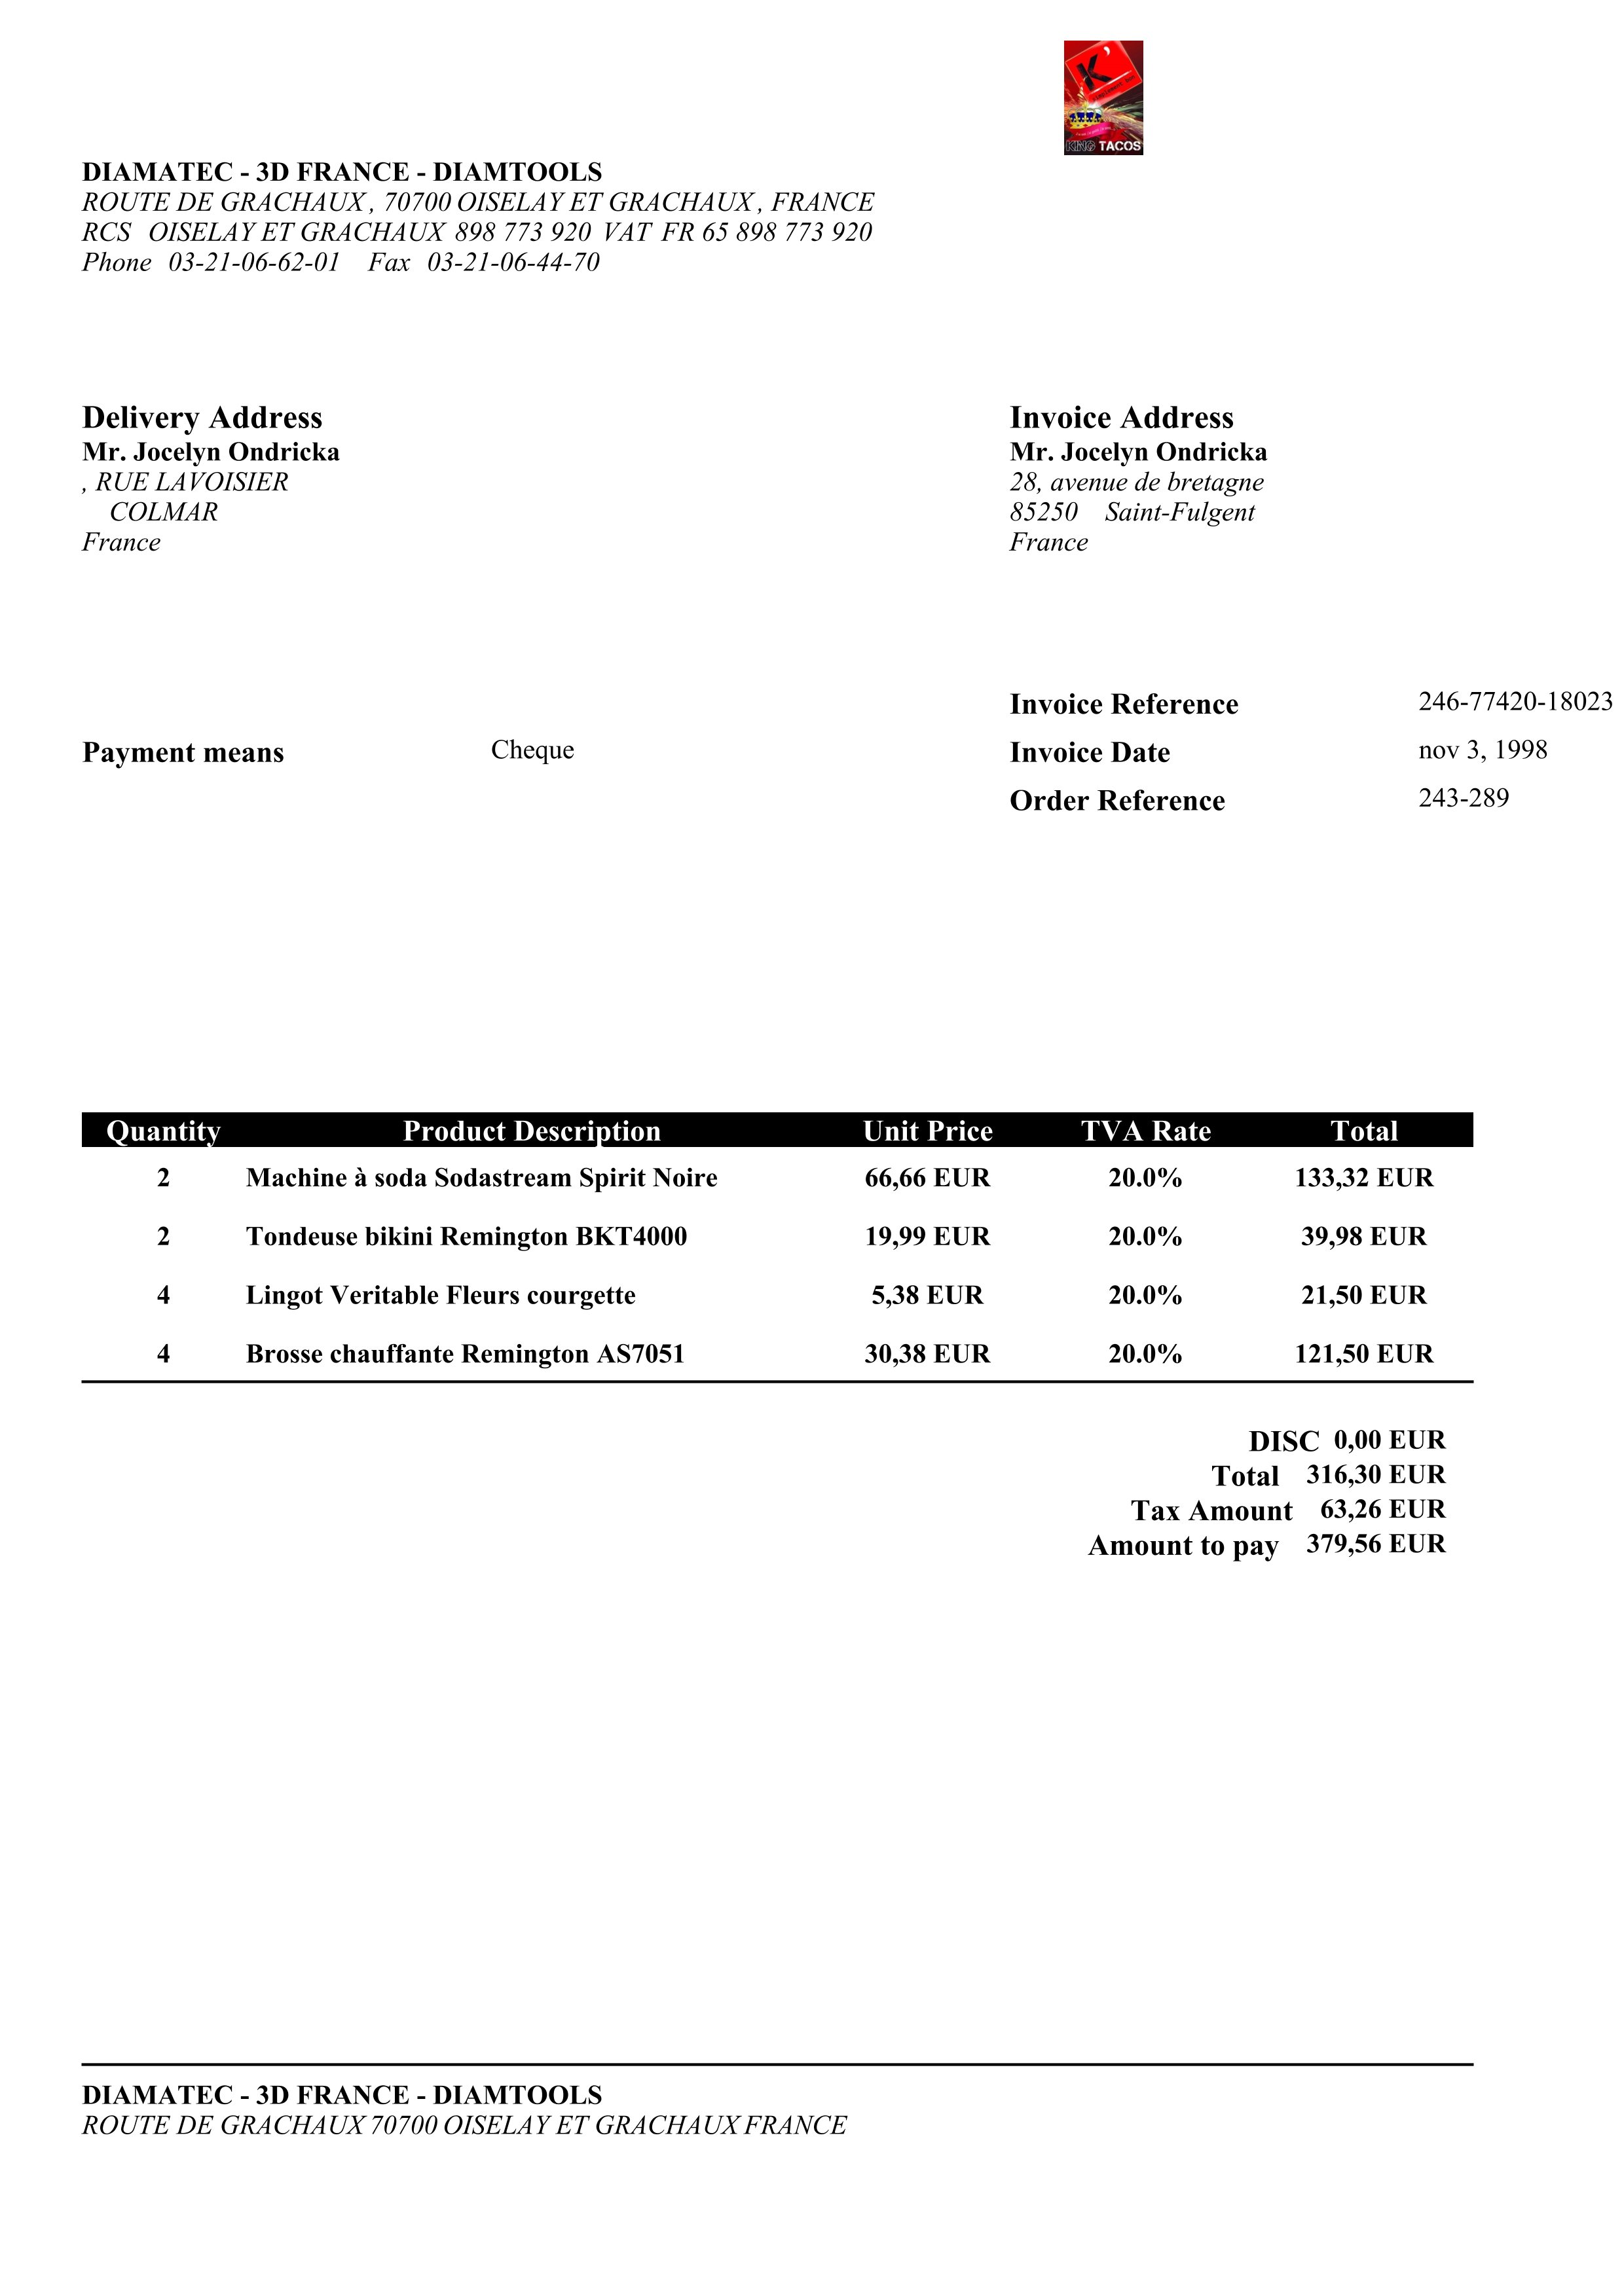 K'
KING TACOS
DIAMATEC - 3D FRANCE - DIAMTOOLS
ROUTE DE GRACHAUX , 70700 OISELAY ET GRACHAUX , FRANCE
RCS OISELAY ET GRACHAUX 898 773 920 VAT FR 65 898 773 920
Phone 03-21-06-62-01 Fax 03-21-06-44-70
Delivery Address
Mr. Jocelyn Ondricka
, RUE LAVOISIER
COLMAR
France
Invoice Address
Mr. Jocelyn Ondricka
28, avenue de bretagne
85250 Saint-Fulgent
France
Invoice Reference 246-77420-18023
Payment means Cheque Invoice Date nov 3, 1998
Order Reference 243-289
Quantity Product Description Unit Price TVA Rate Total
2 Machine à soda Sodastream Spirit Noire 66,66 EUR 20.0% 133,32 EUR
2 Tondeuse bikini Remington BKT4000 19,99 EUR 20.0% 39,98 EUR
4 Lingot Veritable Fleurs courgette 5,38 EUR 20.0% 21,50 EUR
4 Brosse chauffante Remington AS7051 30,38 EUR 20.0% 121,50 EUR
DISC 0,00 EUR
Total 316,30 EUR
Tax Amount 63,26 EUR
Amount to pay 379,56 EUR
DIAMATEC - 3D FRANCE - DIAMTOOLS
ROUTE DE GRACHAUX 70700 OISELAY ET GRACHAUX FRANCE